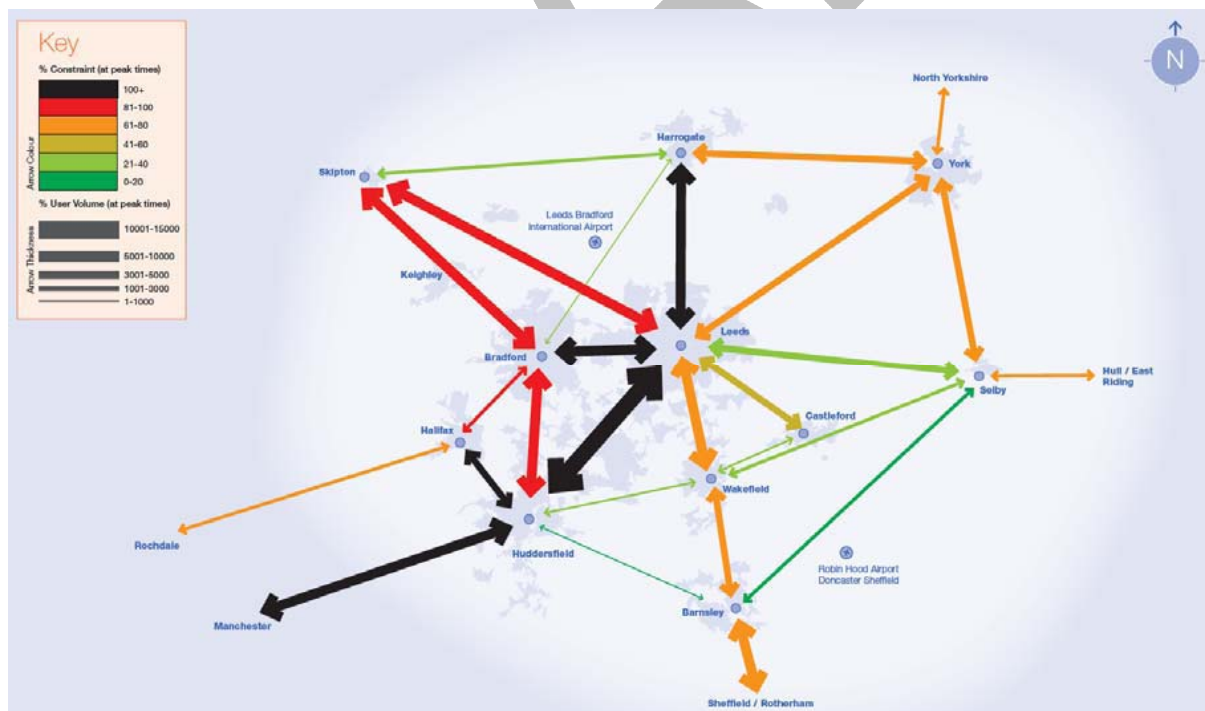 Key
% Constraint (at peak times)
100+
81-100
61-80
41-60
21-40
0-20
Arrow Colour
% User Volume (at peak times)
10001-15000
5001-10000
3001-5000
1001-3000
1-1000
Arrow Thickness
N
North Yorkshire
Harrogate
York
Skipton
Leeds Bradford
International Airport
Keighley
Leeds
Bradford
Selby
Hull / East
Riding
Castleford
Halifax
Wakefield
Rochdale
Huddersfield
Robin Hood Airport
Doncaster Sheffield
Barnsley
Manchester
Sheffield / Rotherham